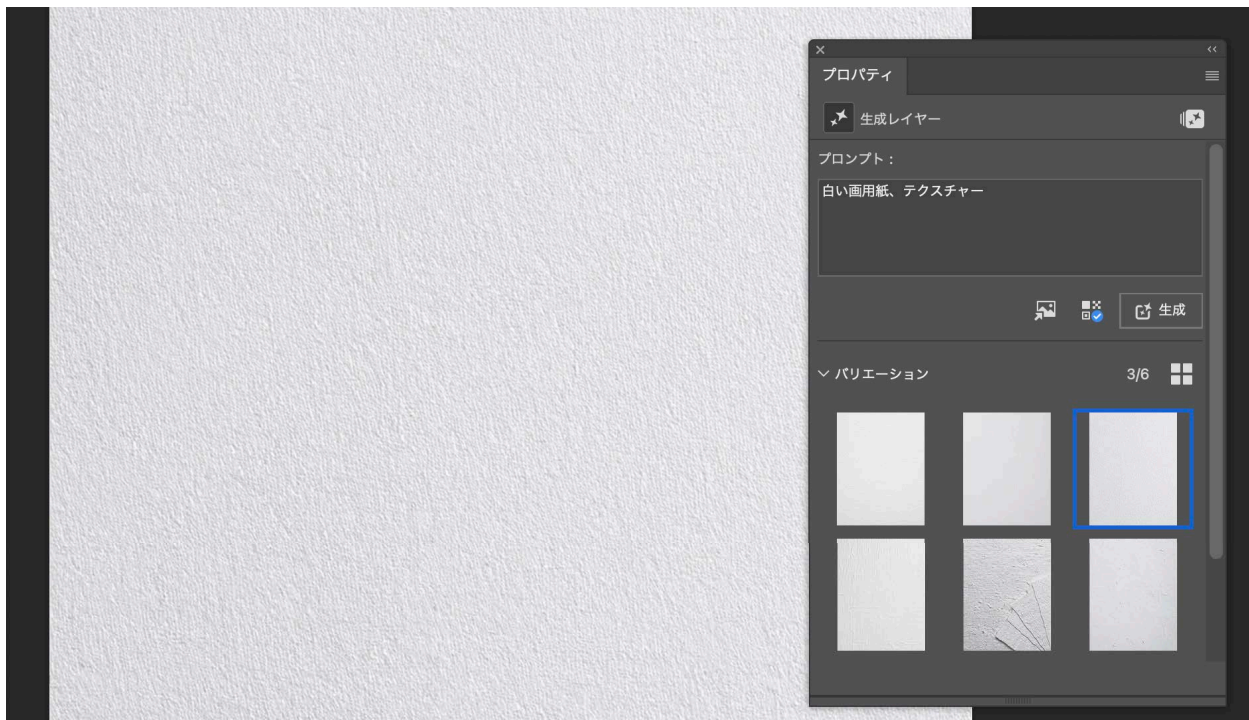 プロパティ
生成レイヤー
プロンプト：
白い画用紙、テクスチャー
生成
バリエーション
3/6